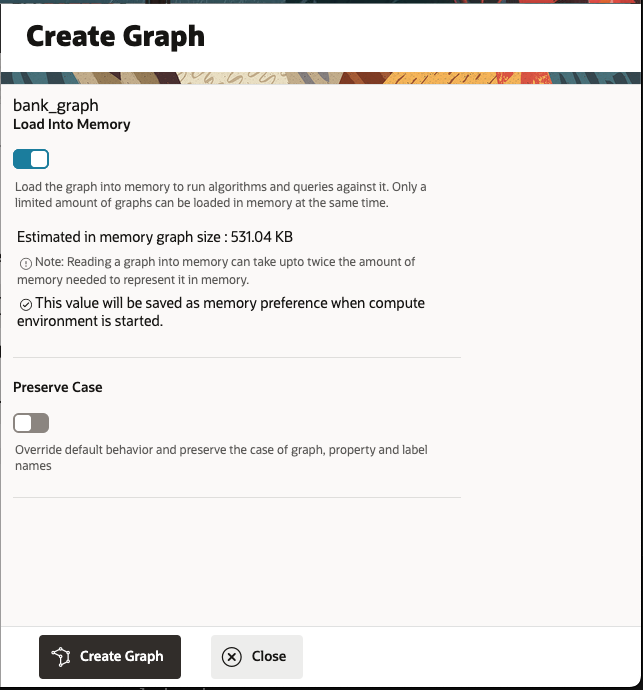 Create Graph
bank_graph
Load Into Memory
Load the graph into memory to run algorithms and queries against it. Only a
limited amount of graphs can be loaded in memory at the same time.
Estimated in memory graph size : 531.04 KB
Note: Reading a graph into memory can take upto twice the amount of
memory needed to represent it in memory.
This value will be saved as memory preference when compute
environment is started.
Preserve Case
Override default behavior and preserve the case of graph, property and label
names
Create Graph
Close